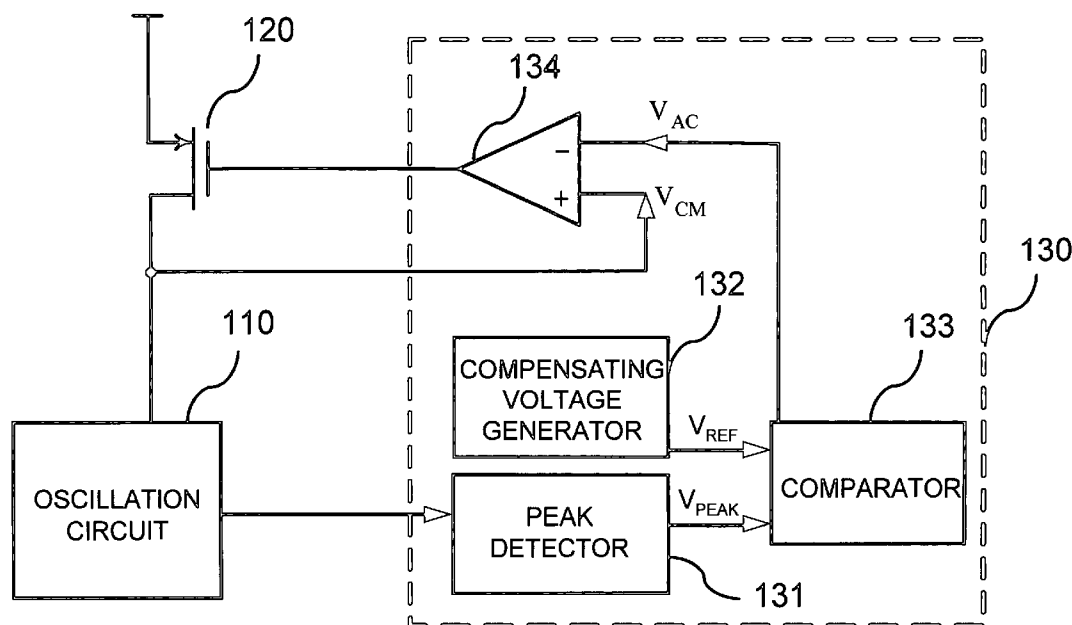 120
134
V_AC
−
+
V_CM
130
132
133
110
COMPENSATING
VOLTAGE
GENERATOR
V_REF
OSCILLATION
CIRCUIT
COMPARATOR
PEAK
DETECTOR
V_PEAK
131